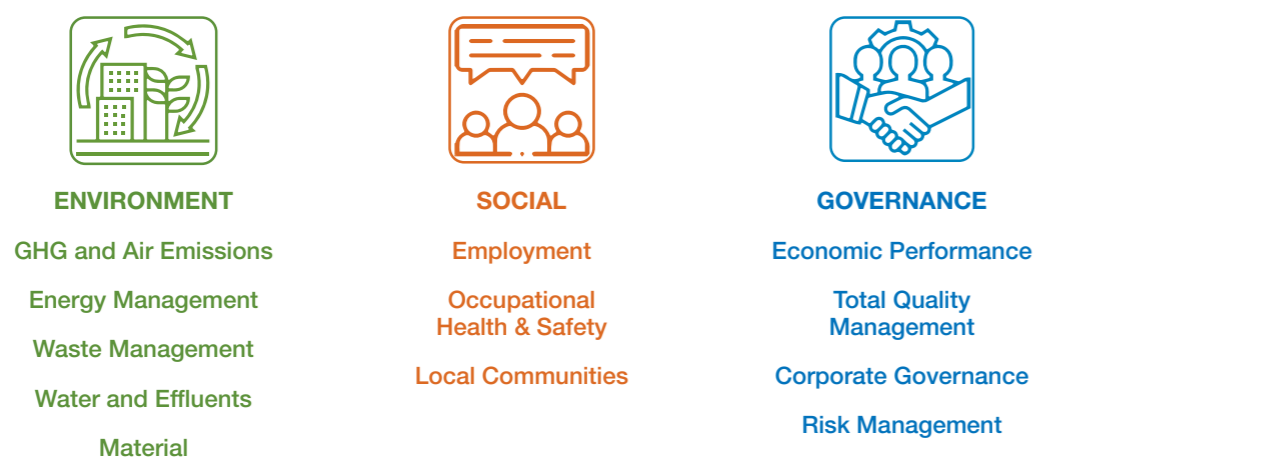 ENVIRONMENT
GHG and Air Emissions
Energy Management
Waste Management
Water and Effluents
Material
SOCIAL
Employment
Occupational
Health & Safety
Local Communities
GOVERNANCE
Economic Performance
Total Quality
Management
Corporate Governance
Risk Management